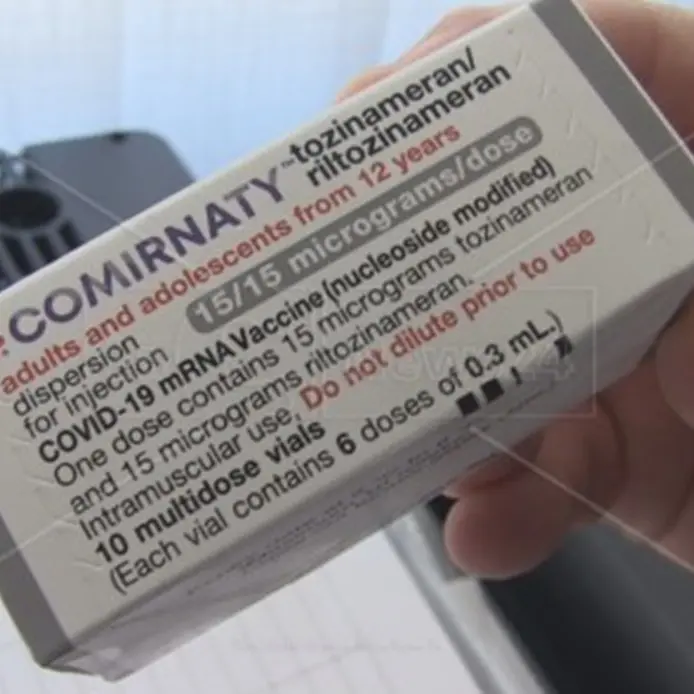 COMIRNATY™ tozinameran/
riltozinameran
adults and adolescents from 12 years
15/15 micrograms/dose
dispersion
for injection
COVID-19 mRNA Vaccine (nucleoside modified)
One dose contains 15 micrograms tozinameran
and 15 micrograms riltozinameran.
Intramuscular use. Do not dilute prior to use
10 multidose vials
(Each vial contains 6 doses of 0.3 mL.)